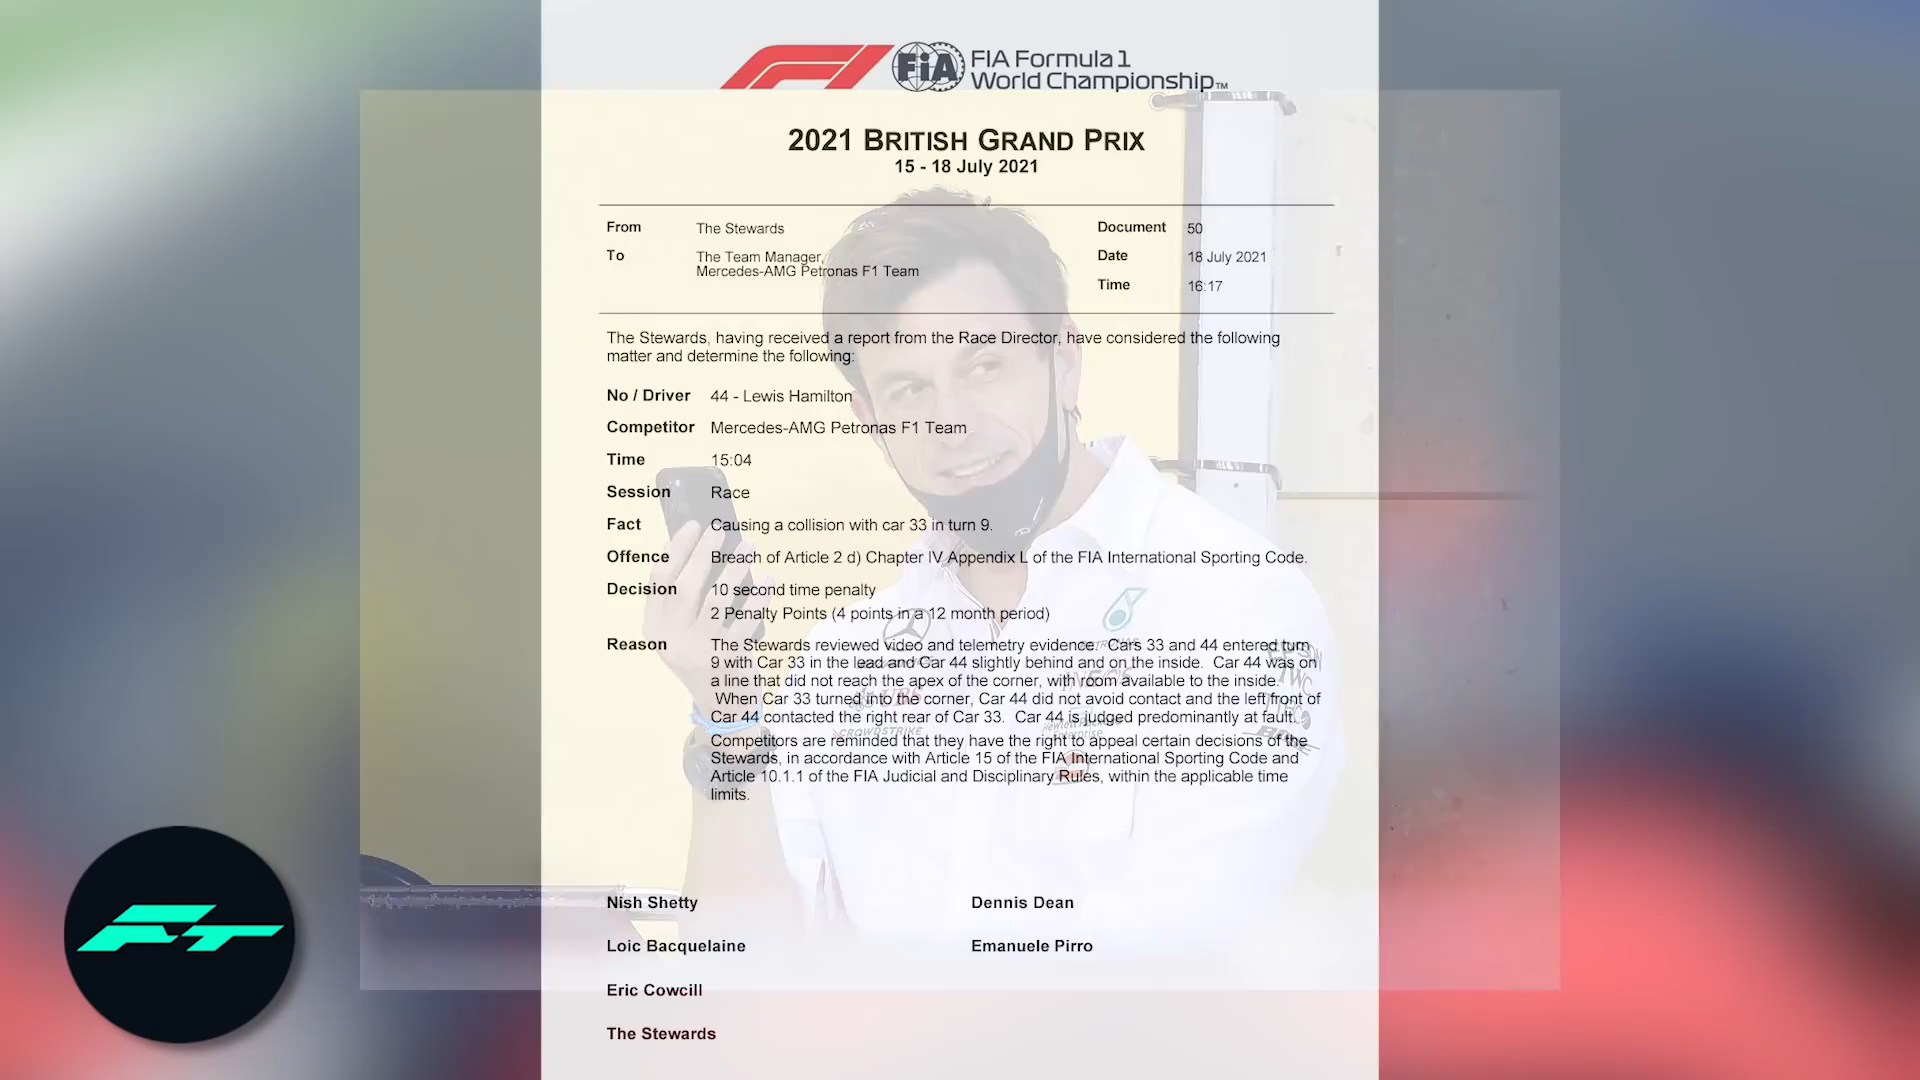 FIA
FIA Formula 1
World Championship™
2021 BRITISH GRAND PRIX
15 - 18 July 2021
From The Stewards Document 50
To The Team Manager, Date 18 July 2021
Mercedes-AMG Petronas F1 Team
Time 16:17
The Stewards, having received a report from the Race Director, have considered the following
matter and determine the following:
No / Driver 44 - Lewis Hamilton
Competitor Mercedes-AMG Petronas F1 Team
Time 15:04
Session Race
Fact Causing a collision with car 33 in turn 9.
Offence Breach of Article 2 d) Chapter IV Appendix L of the FIA International Sporting Code.
Decision 10 second time penalty
2 Penalty Points (4 points in a 12 month period)
Reason The Stewards reviewed video and telemetry evidence. Cars 33 and 44 entered turn
9 with Car 33 in the lead and Car 44 slightly behind and on the inside. Car 44 was on
a line that did not reach the apex of the corner, with room available to the inside.
When Car 33 turned into the corner, Car 44 did not avoid contact and the left front of
Car 44 contacted the right rear of Car 33. Car 44 is judged predominantly at fault.
Competitors are reminded that they have the right to appeal certain decisions of the
Stewards, in accordance with Article 15 of the FIA International Sporting Code and
Article 10.1.1 of the FIA Judicial and Disciplinary Rules, within the applicable time
limits.
Nish Shetty Dennis Dean
Loic Bacquelaine Emanuele Pirro
Eric Cowcill
The Stewards
PETRONAS
INEOS
UBS
CROWDSTRIKE
Hewlett Packard
Enterprise
FT